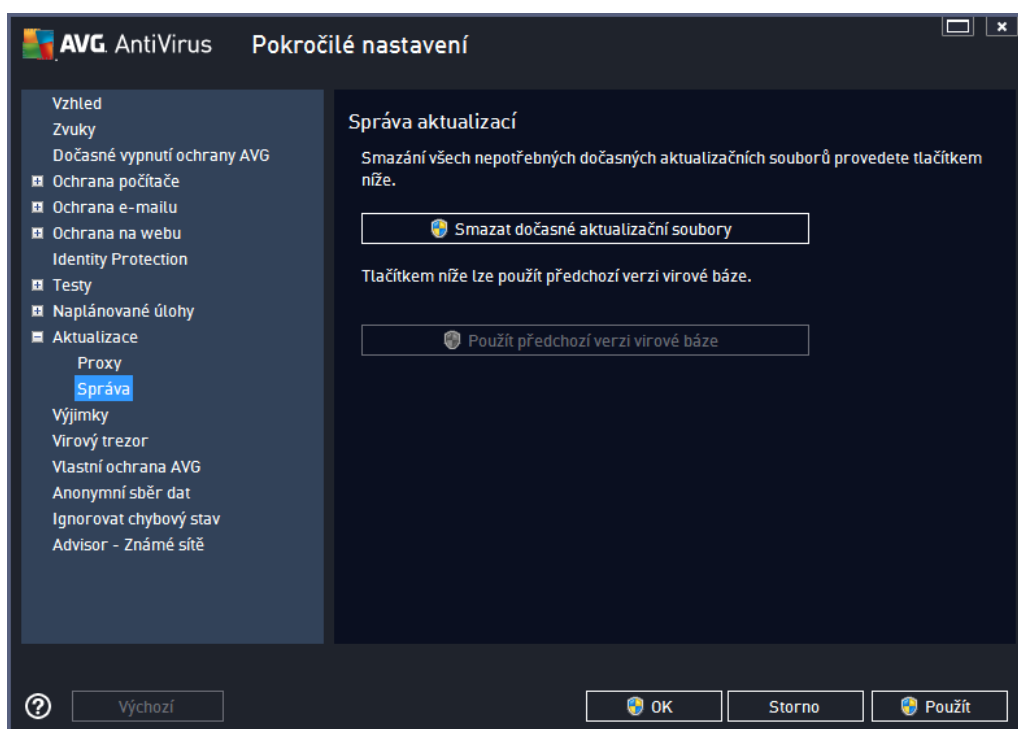 AVG. AntiVirus Pokročilé nastavení
Vzhled
Zvuky
Dočasné vypnutí ochrany AVG
Ochrana počítače
Ochrana e-mailu
Ochrana na webu
Identity Protection
Testy
Naplánované úlohy
Aktualizace
Proxy
Správa
Výjimky
Virový trezor
Vlastní ochrana AVG
Anonymní sběr dat
Ignorovat chybový stav
Advisor - Známé sítě
Správa aktualizací
Smazání všech nepotřebných dočasných aktualizačních souborů provedete tlačítkem
níže.
Smazat dočasné aktualizační soubory
Tlačítkem níže lze použít předchozí verzi virové báze.
Použít předchozí verzi virové báze
Výchozí
OK
Storno
Použít